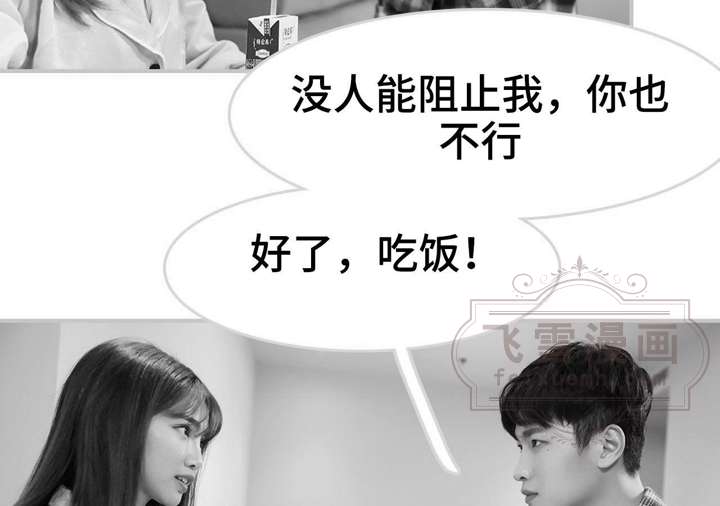 没人能阻止我，你也
不行
好了，吃饭！
飞雪漫画